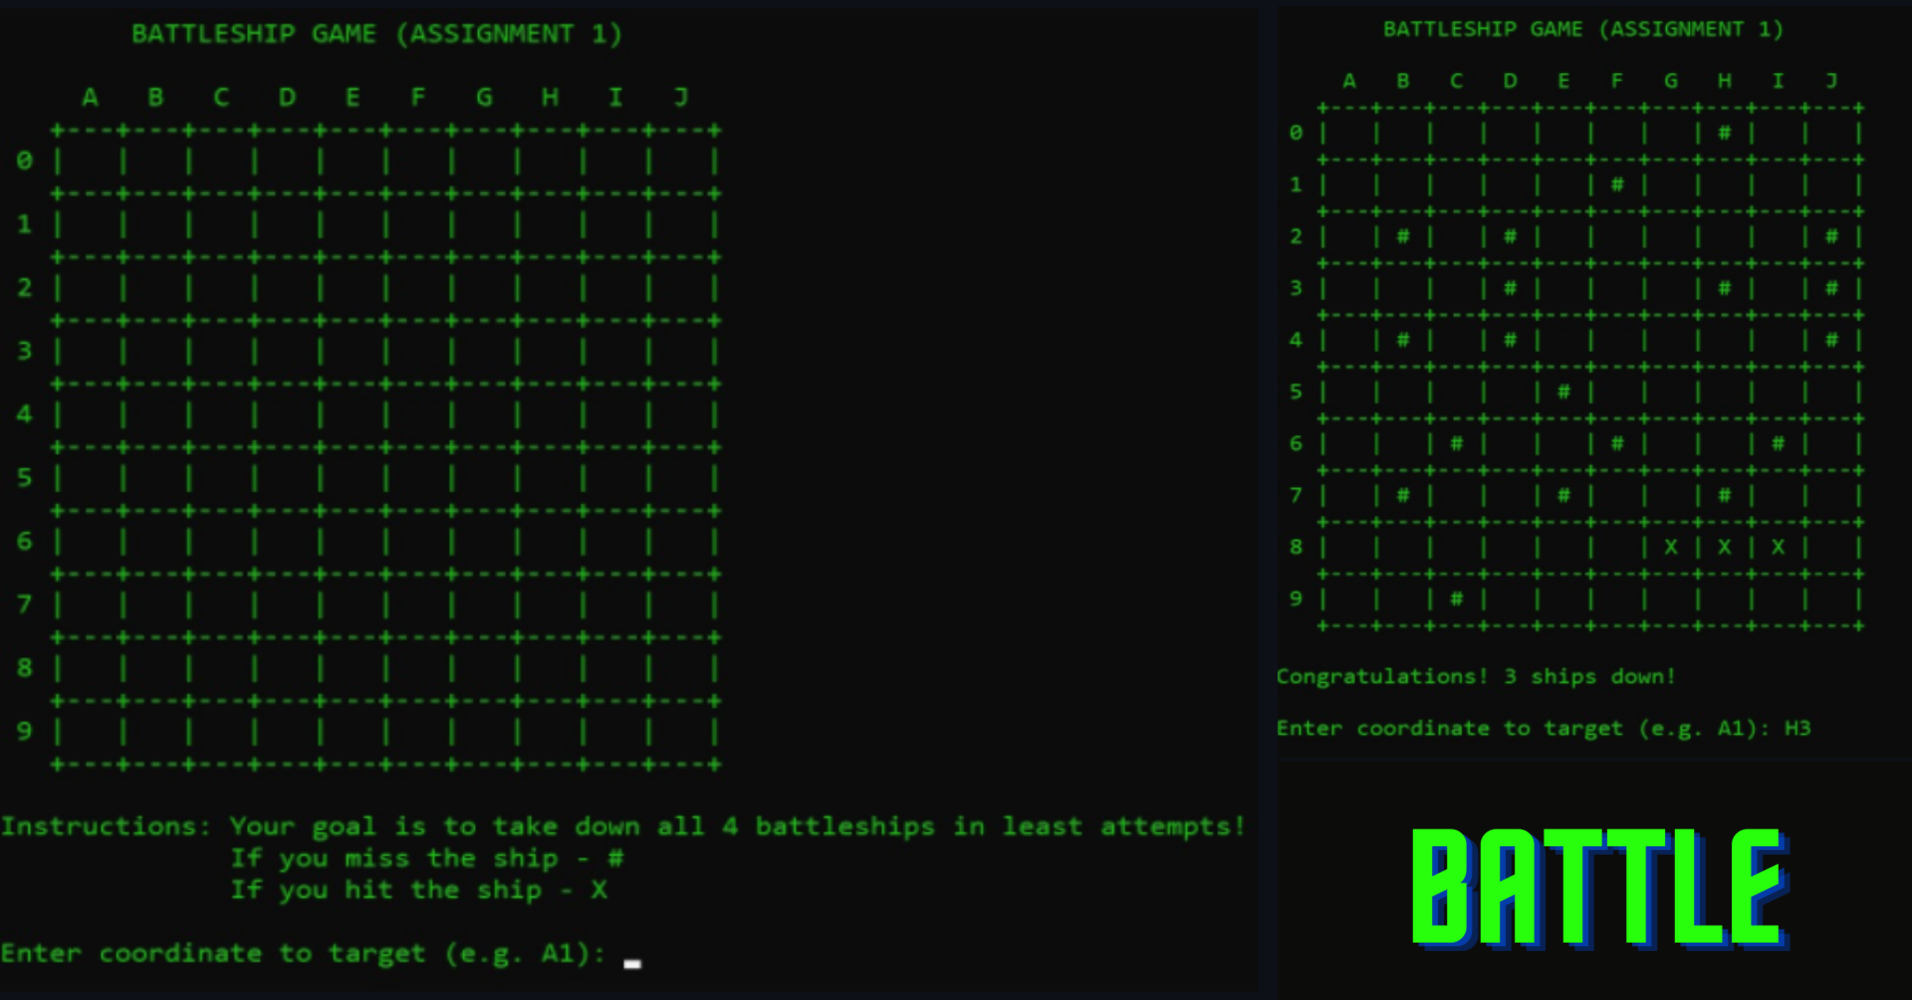 BATTLESHIP GAME (ASSIGNMENT 1)
    A   B   C   D   E   F   G   H   I   J
  +---+---+---+---+---+---+---+---+---+---+
0 |   |   |   |   |   |   |   |   |   |   |
  +---+---+---+---+---+---+---+---+---+---+
1 |   |   |   |   |   |   |   |   |   |   |
  +---+---+---+---+---+---+---+---+---+---+
2 |   |   |   |   |   |   |   |   |   |   |
  +---+---+---+---+---+---+---+---+---+---+
3 |   |   |   |   |   |   |   |   |   |   |
  +---+---+---+---+---+---+---+---+---+---+
4 |   |   |   |   |   |   |   |   |   |   |
  +---+---+---+---+---+---+---+---+---+---+
5 |   |   |   |   |   |   |   |   |   |   |
  +---+---+---+---+---+---+---+---+---+---+
6 |   |   |   |   |   |   |   |   |   |   |
  +---+---+---+---+---+---+---+---+---+---+
7 |   |   |   |   |   |   |   |   |   |   |
  +---+---+---+---+---+---+---+---+---+---+
8 |   |   |   |   |   |   |   |   |   |   |
  +---+---+---+---+---+---+---+---+---+---+
9 |   |   |   |   |   |   |   |   |   |   |
  +---+---+---+---+---+---+---+---+---+---+
Instructions: Your goal is to take down all 4 battleships in least attempts!
If you miss the ship - #
If you hit the ship - X
Enter coordinate to target (e.g. A1):
BATTLESHIP GAME (ASSIGNMENT 1)
    A   B   C   D   E   F   G   H   I   J
  +---+---+---+---+---+---+---+---+---+---+
0 |   |   |   |   |   |   |   | # |   |   |
  +---+---+---+---+---+---+---+---+---+---+
1 |   |   |   |   |   | # |   |   |   |   |
  +---+---+---+---+---+---+---+---+---+---+
2 |   | # |   | # |   |   |   |   |   | # |
  +---+---+---+---+---+---+---+---+---+---+
3 |   |   |   | # |   |   |   | # |   | # |
  +---+---+---+---+---+---+---+---+---+---+
4 |   | # |   | # |   |   |   |   |   | # |
  +---+---+---+---+---+---+---+---+---+---+
5 |   |   |   |   | # |   |   |   |   |   |
  +---+---+---+---+---+---+---+---+---+---+
6 |   |   | # |   |   | # |   |   | # |   |
  +---+---+---+---+---+---+---+---+---+---+
7 |   | # |   |   | # |   |   | # |   |   |
  +---+---+---+---+---+---+---+---+---+---+
8 |   |   |   |   |   |   | X | X | X |   |
  +---+---+---+---+---+---+---+---+---+---+
9 |   |   | # |   |   |   |   |   |   |   |
  +---+---+---+---+---+---+---+---+---+---+
Congratulations! 3 ships down!
Enter coordinate to target (e.g. A1): H3
BATTLE